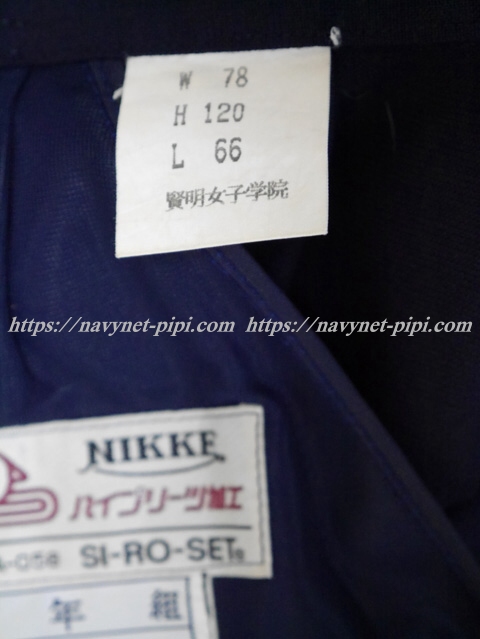 W 78
H 120
L 66
賢明女子学院
https://navynet-pipi.com https://navynet-pipi.com
NIKKE
ハイプリーツ加工
-058 SI-RO-SET®
年 組